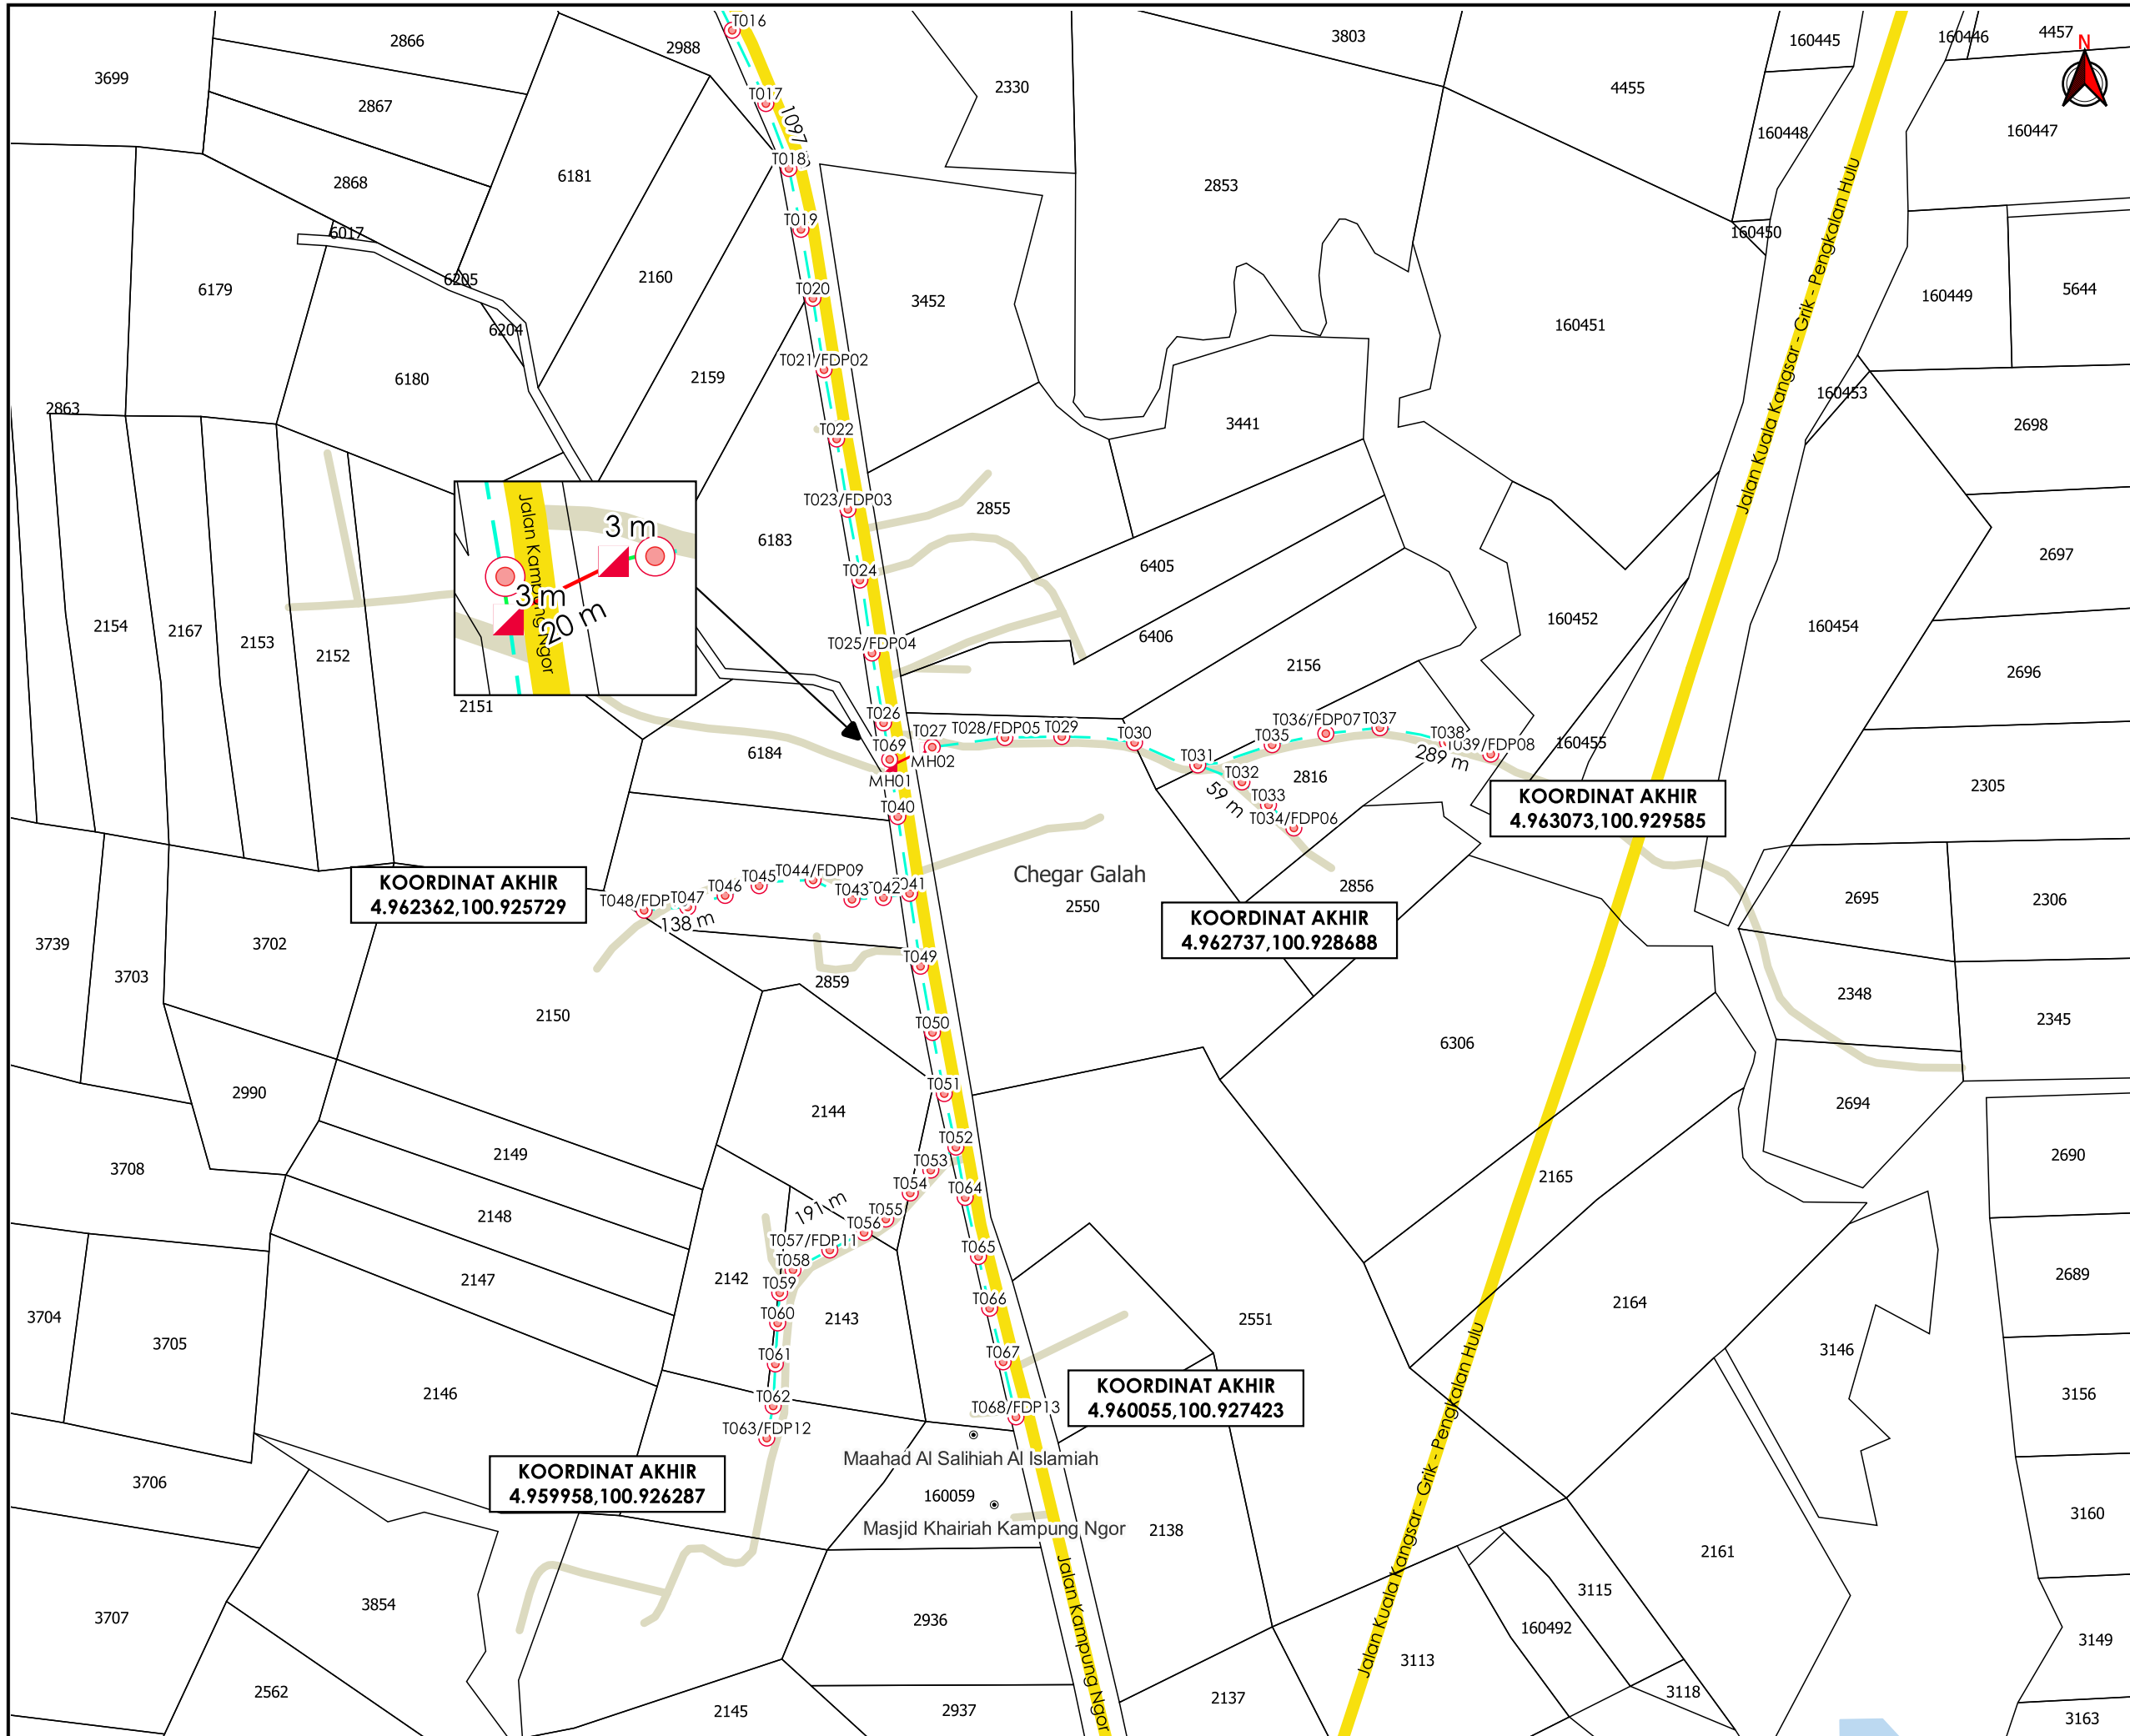 T016
2866
2988
3803
160445
160446
4457
N
3699
2867
T017
1097
2330
4455
160448
160447
2868
6181
T018
2853
6017
T019
160450
6205
2160
T020
6179
3452
160449
5644
6204
160451
Jalan Kuala Kangsar - Grik - Pengkalan Hulu
6180
2159
T021/FDP02
160453
2863
T022
3441
2698
T023/FDP03
2855
3 m
Jalan Kampung Ngor
3 m
20 m
6183
2697
T024
6405
2154
2167
2153
2152
T025/FDP04
6406
160452
160454
2156
2696
2151
T026
T027
T028/FDP05
T029
T030
T036/FDP07
T037
T038
T035
T039/FDP08
160455
6184
T069
MH02
MH01
T031
T032
2816
289 m
59 m
T033
T034/FDP06
2305
KOORDINAT AKHIR
4.963073,100.929585
T040
KOORDINAT AKHIR
4.962362,100.925729
T048/FDP
T047
T046
T045
T044/FDP09
T043
T042
T041
138 m
Chegar Galah
2550
2856
2695
2306
KOORDINAT AKHIR
4.962737,100.928688
3739
3703
3702
T049
2859
2348
2345
2150
T050
6306
2990
T051
2144
2694
2149
T052
T053
3708
T054
T064
2165
2690
2148
191 m
T055
T056
T057/FDP11
T058
T065
2147
2142
T059
2689
T066
T060
2143
2551
2164
3704
3705
T067
3146
T061
2146
T062
KOORDINAT AKHIR
4.960055,100.927423
3156
T068/FDP13
T063/FDP12
Maahad Al Salihiah Al Islamiah
Jalan Kuala Kangsar - Grik - Pengkalan Hulu
3706
KOORDINAT AKHIR
4.959958,100.926287
160059
Masjid Khairiah Kampung Ngor
2138
3160
2161
Jalan Kampung Ngor
3707
3854
2936
3115
160492
3149
3113
2562
2145
2937
2137
3118
3163